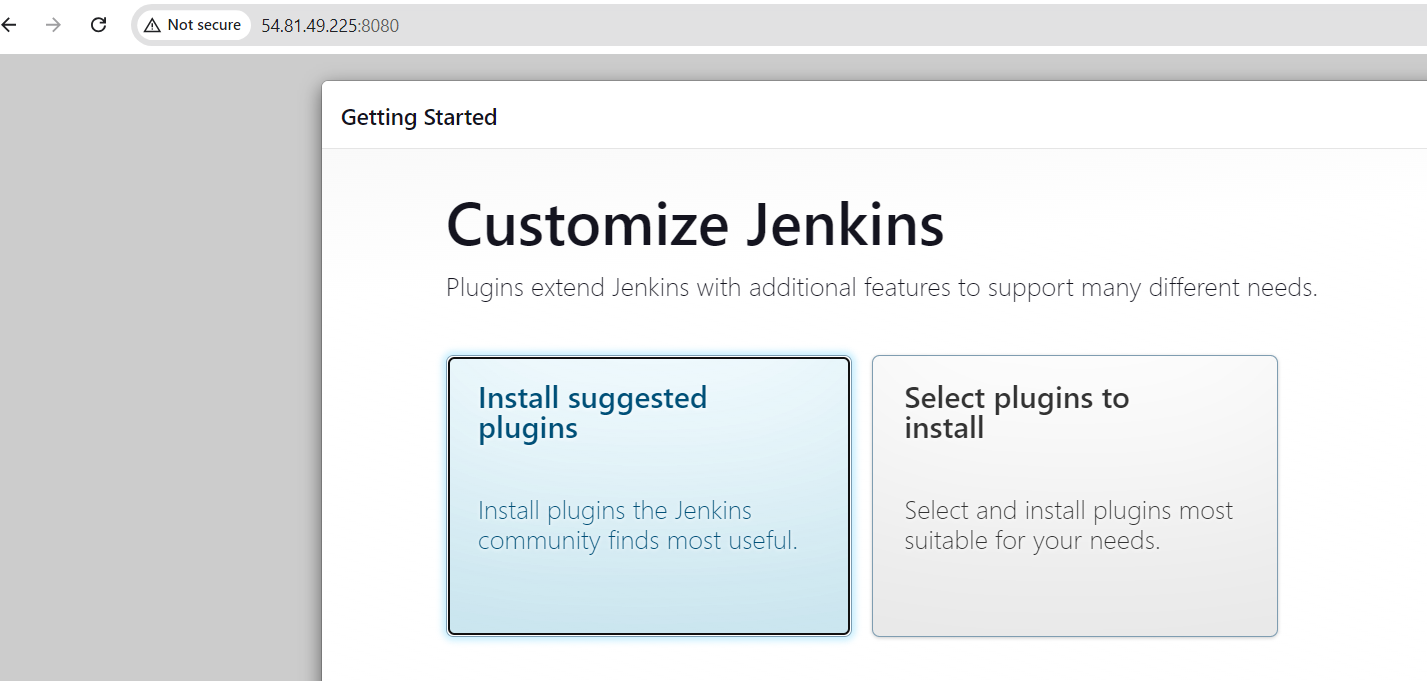 Not secure 54.81.49.225:8080
Getting Started
Customize Jenkins
Plugins extend Jenkins with additional features to support many different needs.
Install suggested
plugins
Install plugins the Jenkins
community finds most useful.
Select plugins to
install
Select and install plugins most
suitable for your needs.